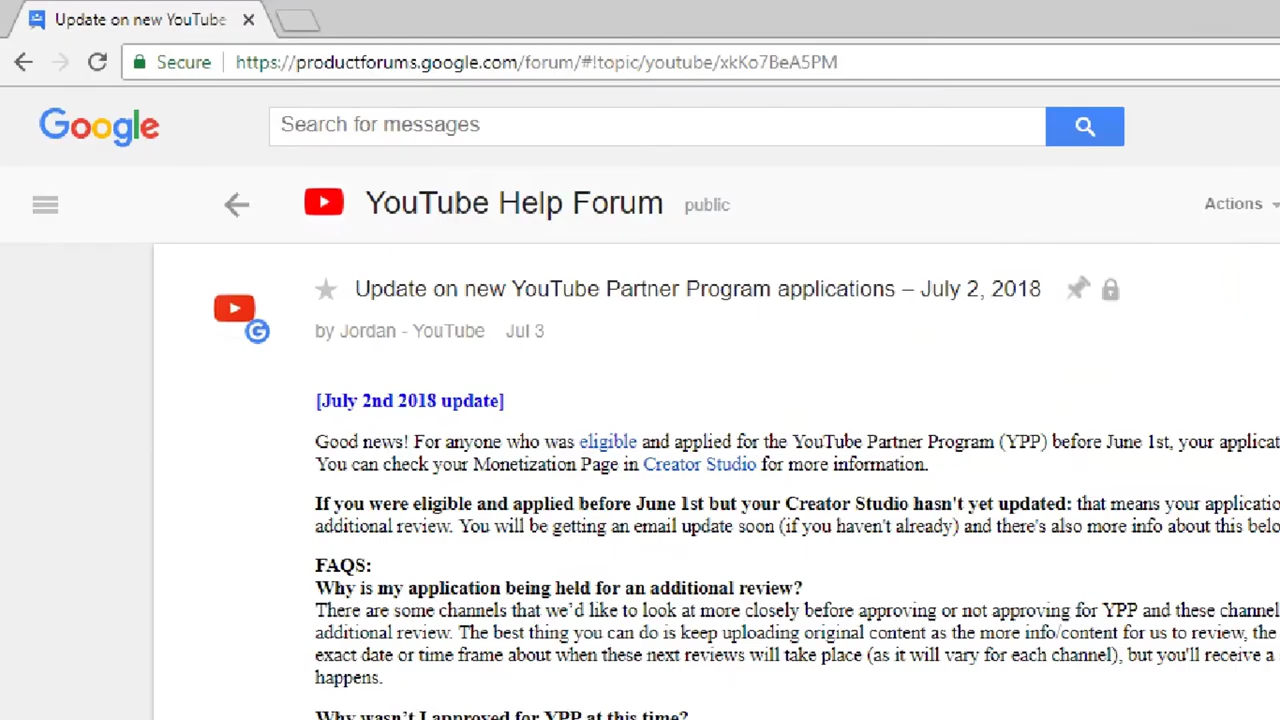 Update on new YouTube
Secure https://productforums.google.com/forum/#!topic/youtube/xkKo7BeA5PM
Google
Search for messages
YouTube Help Forum public
Actions
Update on new YouTube Partner Program applications – July 2, 2018
by Jordan - YouTube Jul 3
G
[July 2nd 2018 update]
Good news! For anyone who was eligible and applied for the YouTube Partner Program (YPP) before June 1st, your applicat
You can check your Monetization Page in Creator Studio for more information.
If you were eligible and applied before June 1st but your Creator Studio hasn't yet updated: that means your applicatio
additional review. You will be getting an email update soon (if you haven't already) and there's also more info about this belo
FAQS:
Why is my application being held for an additional review?
There are some channels that we'd like to look at more closely before approving or not approving for YPP and these channel
additional review. The best thing you can do is keep uploading original content as the more info/content for us to review, the
exact date or time frame about when these next reviews will take place (as it will vary for each channel), but you'll receive a
happens.
Why wasn't I approved for YPP at this time?